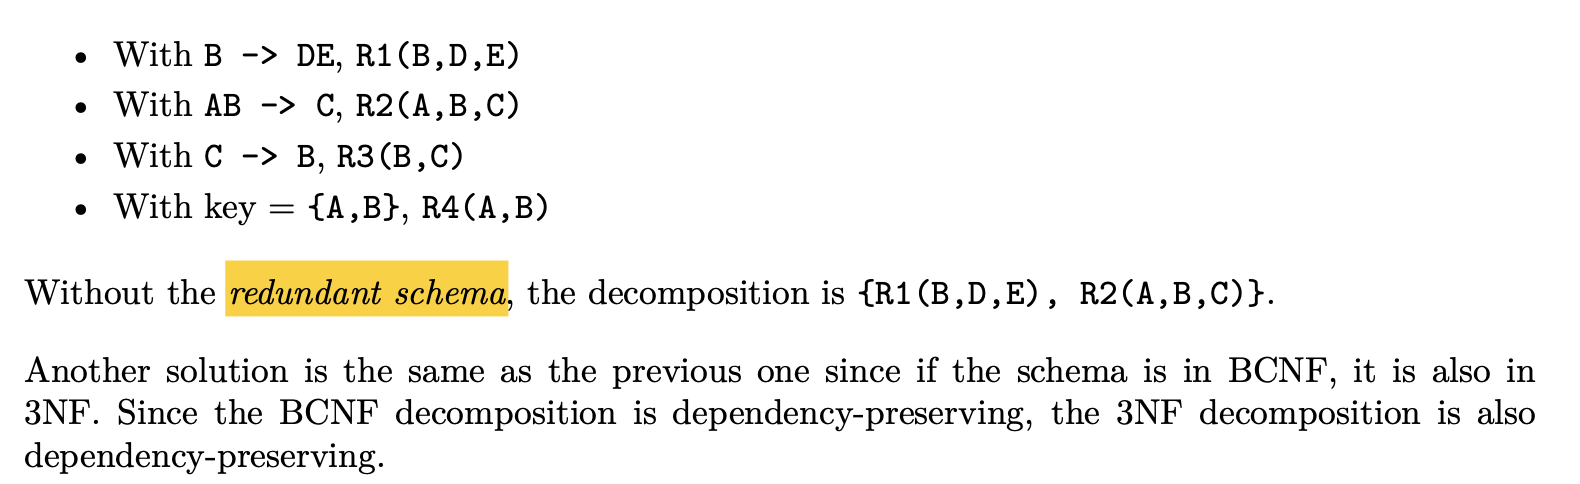 • With B -> DE, R1(B,D,E)
• With AB -> C, R2(A,B,C)
• With C -> B, R3(B,C)
• With key = {A,B}, R4(A,B)
Without the redundant schema, the decomposition is {R1(B,D,E), R2(A,B,C)}.
Another solution is the same as the previous one since if the schema is in BCNF, it is also in
3NF. Since the BCNF decomposition is dependency-preserving, the 3NF decomposition is also
dependency-preserving.